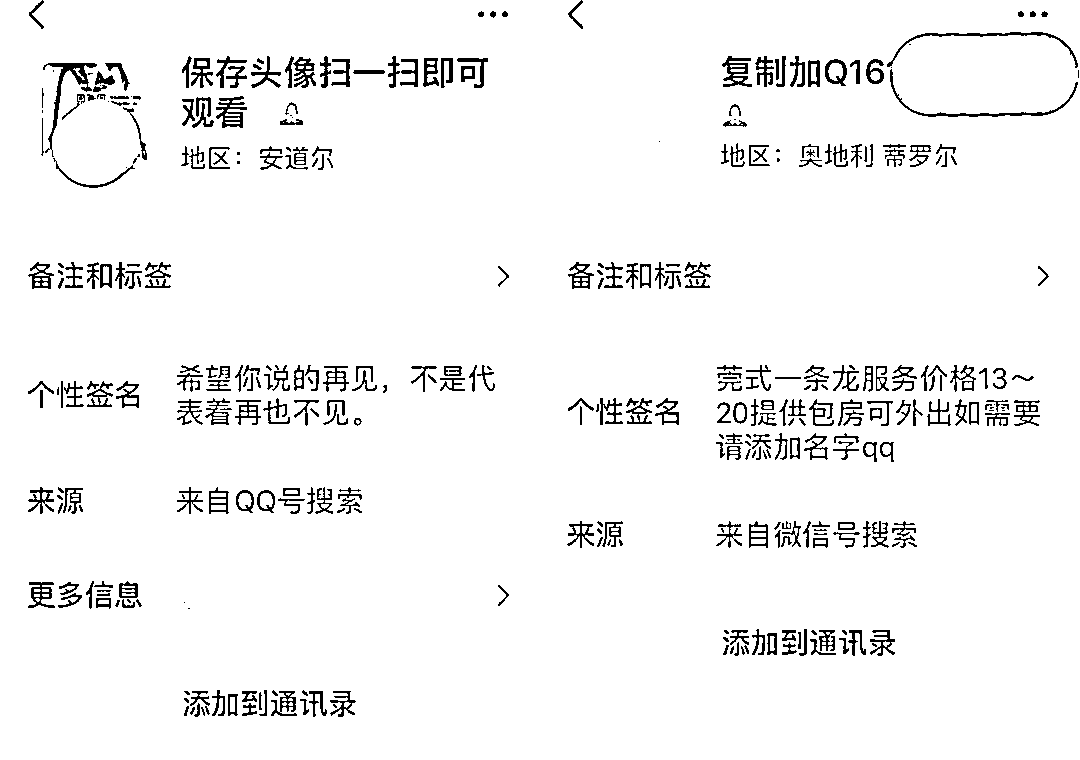 保存头像扫一扫即可
观看
地区：安道尔
备注和标签
个性签名
希望你说的再见，不是代
表着再也不见。
来源
来自QQ号搜索
更多信息
添加到通讯录
复制加Q16
地区：奥地利 蒂罗尔
备注和标签
个性签名
莞式一条龙服务价格13～
20提供包房可外出如需要
请添加名字qq
来源
来自微信号搜索
添加到通讯录